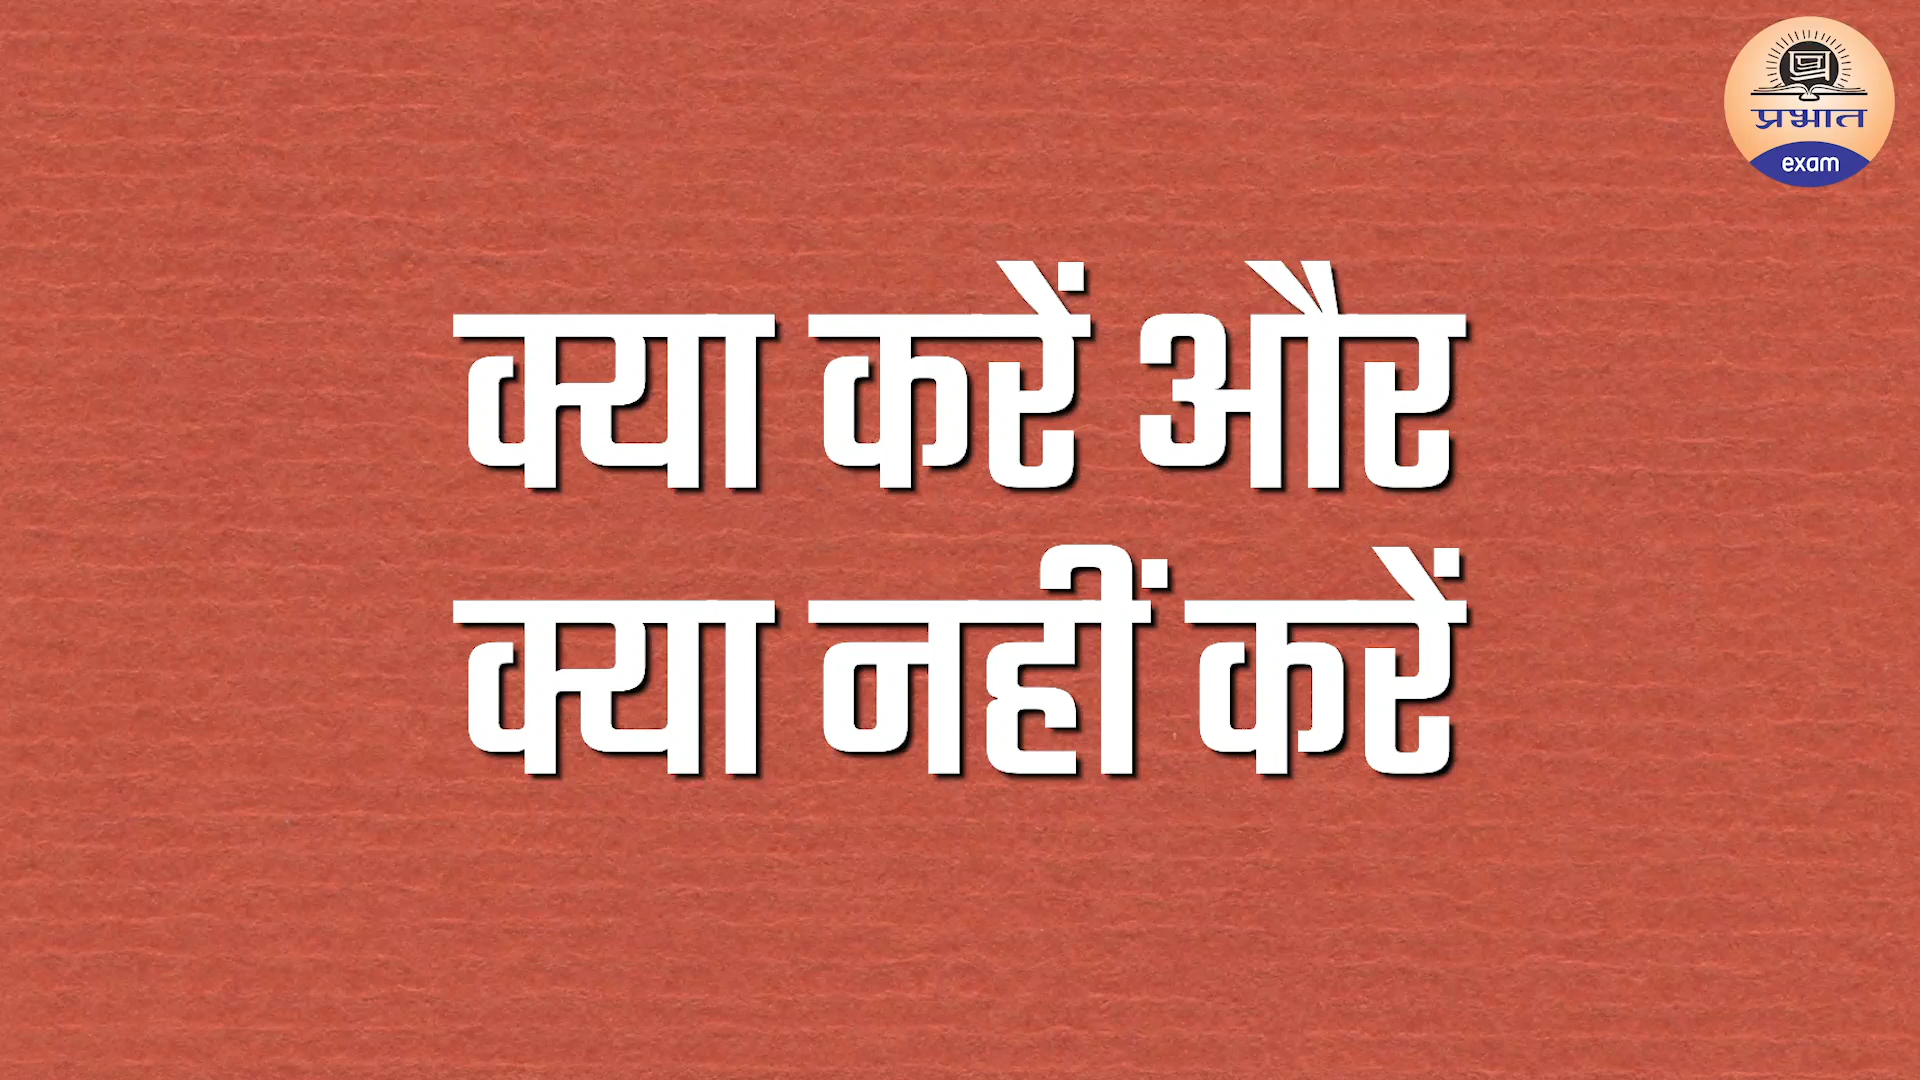 प्रभात
exam
क्या करें और
क्या नहीं करें